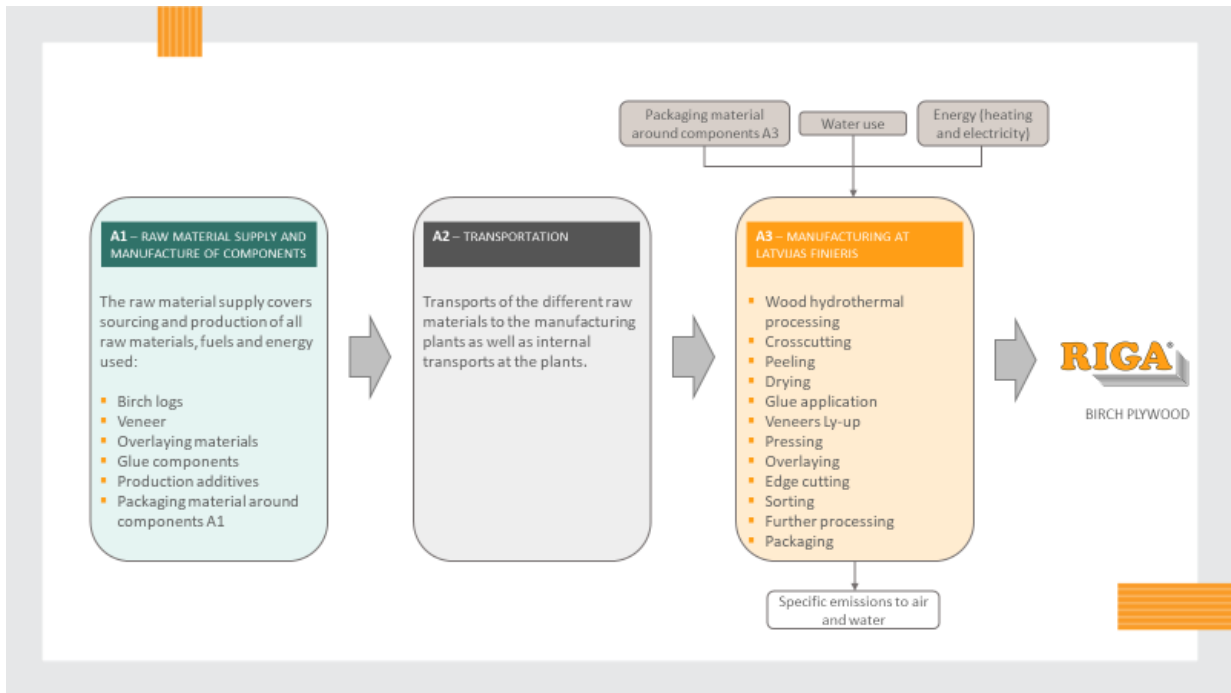 Packaging material
around components A3
Water use
Energy (heating
and electricity)
A1 – RAW MATERIAL SUPPLY AND
MANUFACTURE OF COMPONENTS
The raw material supply covers
sourcing and production of all
raw materials, fuels and energy
used:
▪ Birch logs
▪ Veneer
▪ Overlaying materials
▪ Glue components
▪ Production additives
▪ Packaging material around
components A1
A2 – TRANSPORTATION
Transports of the different raw
materials to the manufacturing
plants as well as internal
transports at the plants.
A3 – MANUFACTURING AT
LATVIJAS FINIERIS
▪ Wood hydrothermal
processing
▪ Crosscutting
▪ Peeling
▪ Drying
▪ Glue application
▪ Veneers Ly-up
▪ Pressing
▪ Overlaying
▪ Edge cutting
▪ Sorting
▪ Further processing
▪ Packaging
Specific emissions to air
and water
RIGA®
BIRCH PLYWOOD